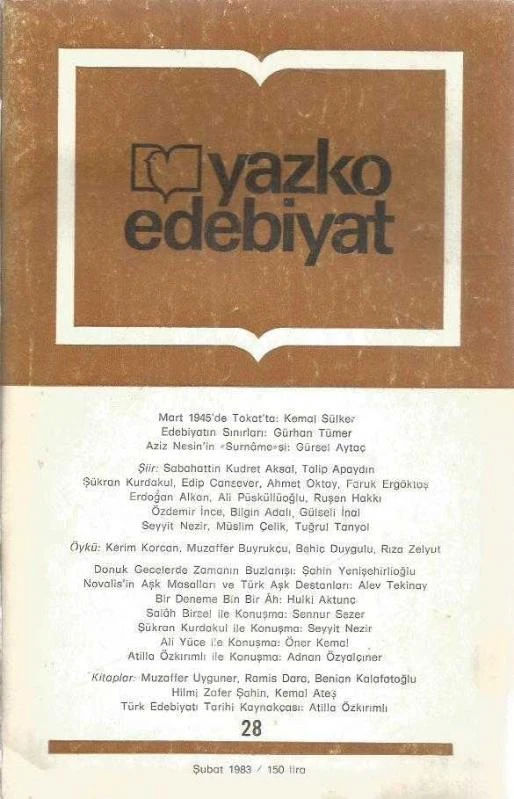 yazko
edebiyat
Mart 1945'de Tokat'ta: Kemal Sülker
Edebiyatın Sınırları: Gürhan Tümer
Aziz Nesin'in «Surnâme»si: Gürsel Aytaç
Şiir: Sabahattin Kudret Aksal, Talip Apaydın
Şükran Kurdakul, Edip Cansever, Ahmet Oktay, Faruk Ergöktaş
Erdoğan Alkan, Ali Püsküllüoğlu, Ruşen Hakkı
Özdemir İnce, Bilgin Adalı, Gülseli İnal
Seyyit Nezir, Müslim Çelik, Tuğrul Tanyol
Öykü: Kerim Korcan, Muzaffer Buyrukçu, Behiç Duygulu, Rıza Zelyut
Donuk Gecelerde Zamanın Buzlanışı: Şahin Yenişehirlioğlu
Novalis'in Aşk Masalları ve Türk Aşk Destanları: Alev Tekinay
Bir Deneme Bin Bir Âh: Hulki Aktunç
Salâh Birsel ile Konuşma: Sennur Sezer
Şükran Kurdakul ile Konuşma: Seyyit Nezir
Ali Yüce ile Konuşma: Öner Kemal
Atilla Özkırımlı ile Konuşma: Adnan Özyalçıner
Kitaplar: Muzaffer Uyguner, Ramis Dara, Benian Kalafatoğlu
Hilmi Zafer Şahin, Kemal Ateş
Türk Edebiyatı Tarihi Kaynakçası: Atilla Özkırımlı
28
Şubat 1983 / 150 lira